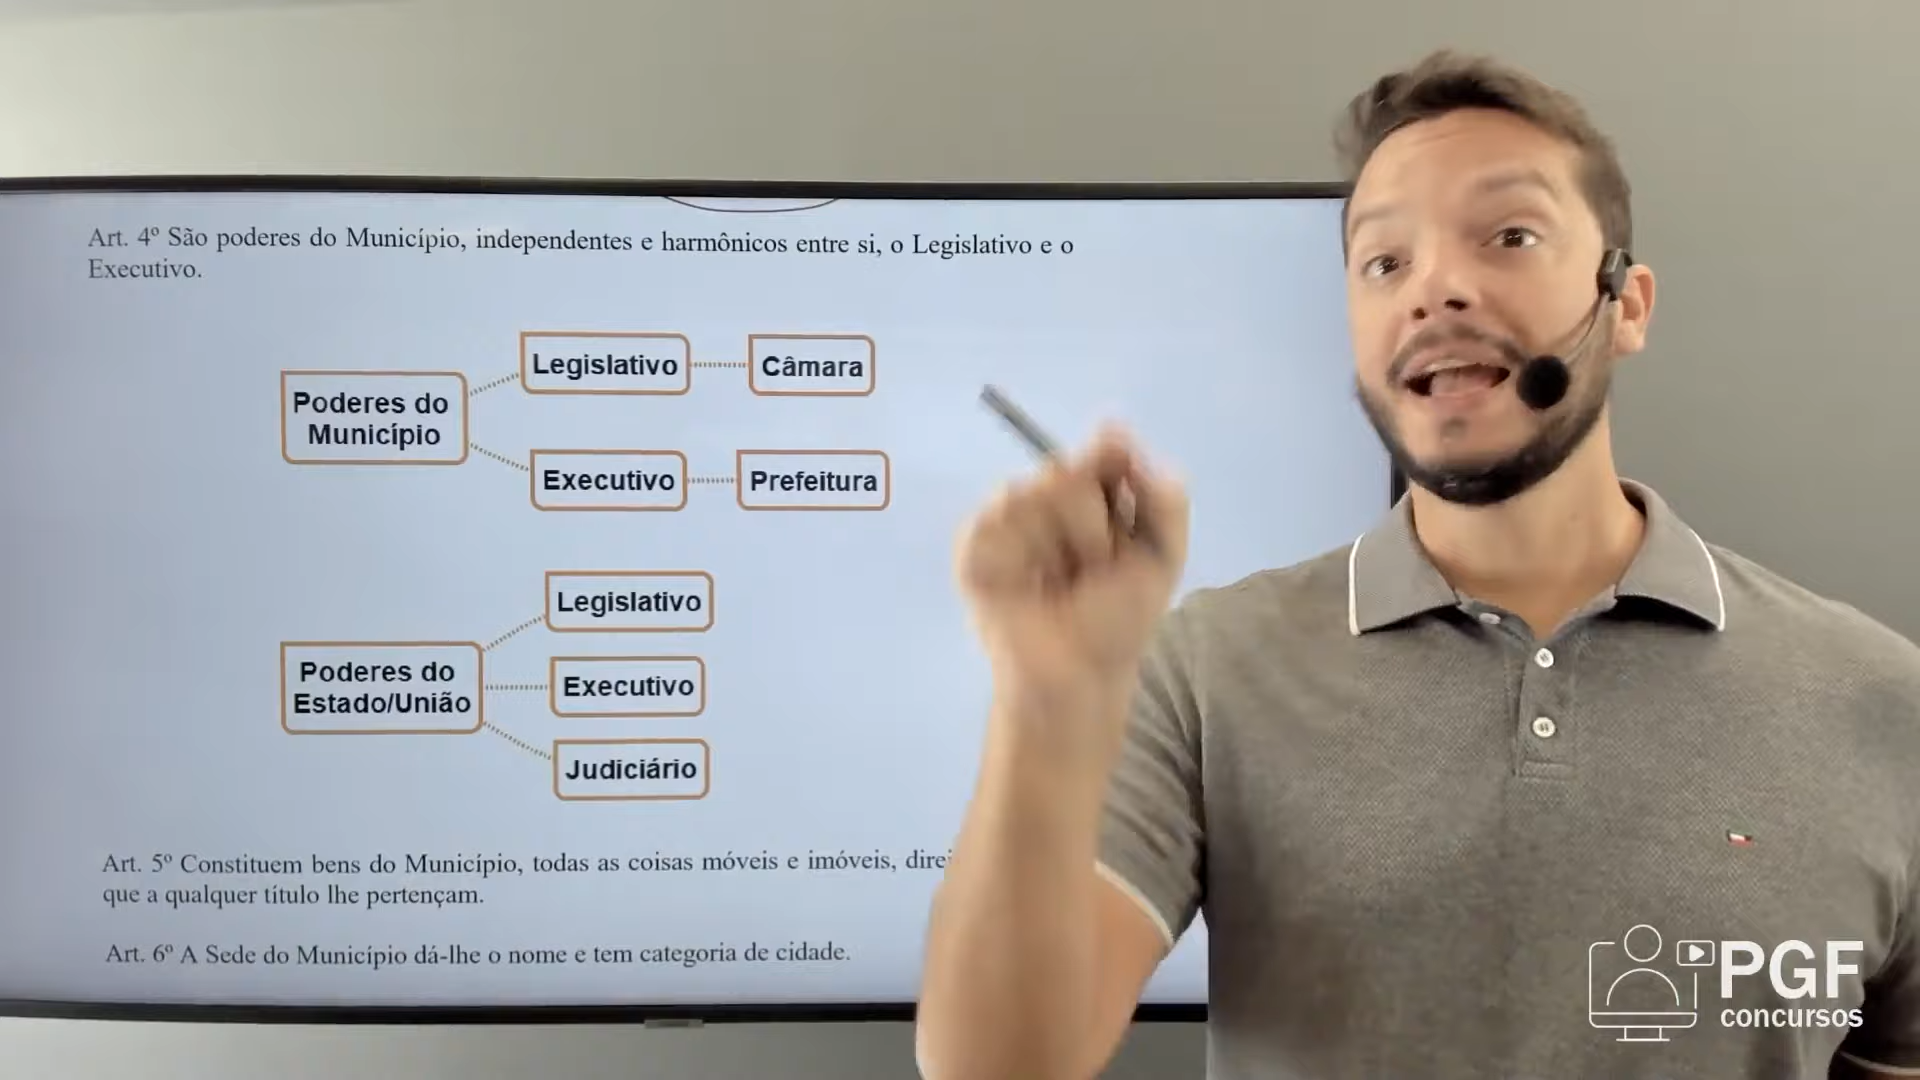 Art. 4º São poderes do Município, independentes e harmônicos entre si, o Legislativo e o
Executivo.
Poderes do
Município
Legislativo
Câmara
Executivo
Prefeitura
Poderes do
Estado/União
Legislativo
Executivo
Judiciário
Art. 5º Constituem bens do Município, todas as coisas móveis e imóveis,
que a qualquer título lhe pertençam.
Art. 6º A Sede do Município dá-lhe o nome e tem categoria de cidade.
PGF
concursos